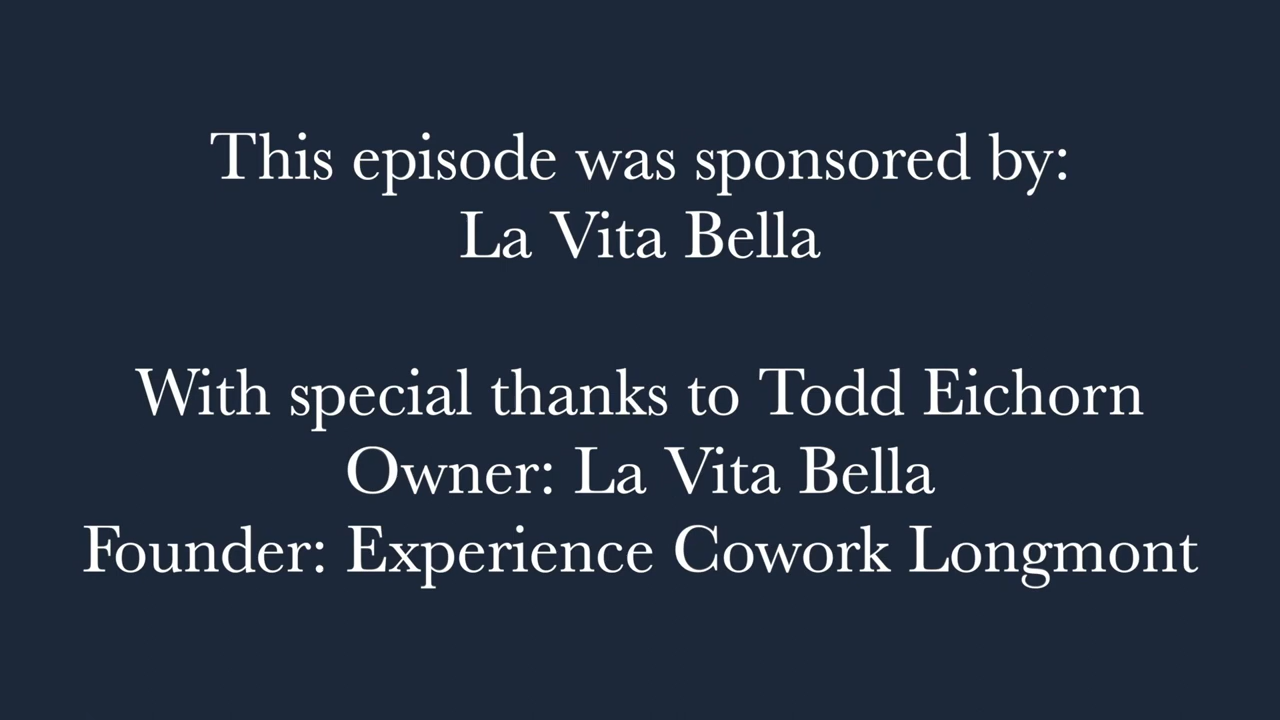 This episode was sponsored by:
La Vita Bella
With special thanks to Todd Eichorn
Owner: La Vita Bella
Founder: Experience Cowork Longmont